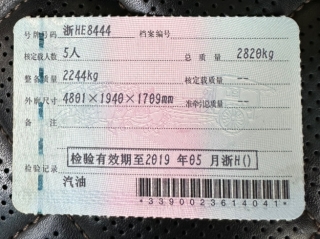 号牌号码 浙HE8444 档案编号
核定载人数 5人 总质量 2820kg
整备质量 2244kg 核定载质量 --
外廓尺寸 4801×1940×1709mm 准牵引总质量 --
备注
检验有效期至2019 年05 月浙H()
检验记录
汽油
*3390023614041*